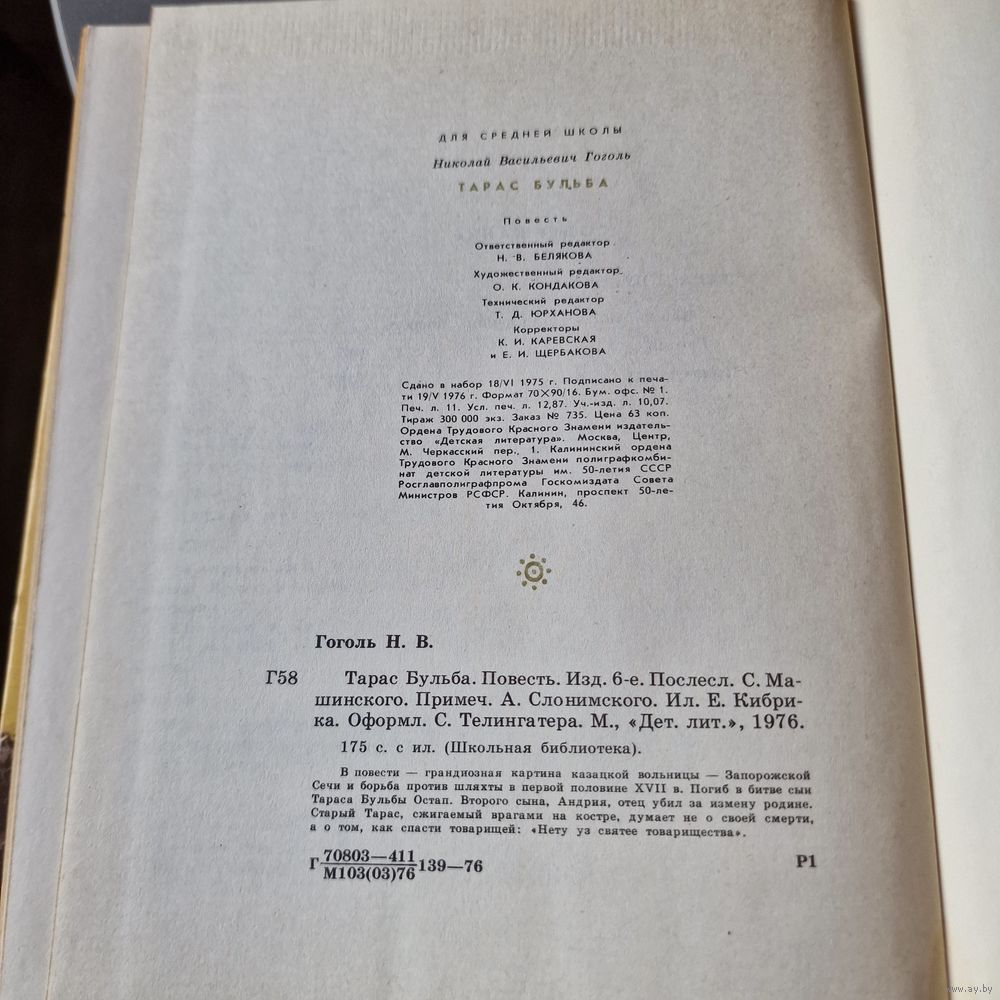 ДЛЯ СРЕДНЕЙ ШКОЛЫ
Николай Васильевич Гоголь
ТАРАС БУЛЬБА
Повесть
Ответственный редактор
Н. В. БЕЛЯКОВА
Художественный редактор
О. К. КОНДАКОВА
Технический редактор
Т. Д. ЮРХАНОВА
Корректоры
К. И. КАРЕВСКАЯ
и Е. И. ЩЕРБАКОВА
Сдано в набор 18/VI 1975 г. Подписано к печа-
ти 19/V 1976 г. Формат 70×90/16. Бум. офс. № 1.
Печ. л. 11. Усл. печ. л. 12,87. Уч.-изд. л. 10,07.
Тираж 300 000 экз. Заказ № 735. Цена 63 коп.
Ордена Трудового Красного Знамени издатель-
ство «Детская литература». Москва, Центр,
М. Черкасский пер., 1. Калининский ордена
Трудового Красного Знамени полиграфкомби-
нат детской литературы им. 50-летия СССР
Росглавполиграфпрома Госкомиздата Совета
Министров РСФСР. Калинин, проспект 50-ле-
тия Октября, 46.
Гоголь Н. В.
Г58 Тарас Бульба. Повесть. Изд. 6-е. Послесл. С. Ма-
шинского. Примеч. А. Слонимского. Ил. Е. Кибри-
ка. Оформл. С. Телингатера. М., «Дет. лит.», 1976.
175 с. с ил. (Школьная библиотека).
В повести — грандиозная картина казацкой вольницы — Запорожской
Сечи и борьба против шляхты в первой половине XVII в. Погиб в битве сын
Тараса Бульбы Остап. Второго сына, Андрия, отец убил за измену родине.
Старый Тарас, сжигаемый врагами на костре, думает не о своей смерти,
а о том, как спасти товарищей: «Нету уз святее товарищества».
Г 70803—411
М103(03)76 139—76 Р1
www.ay.by